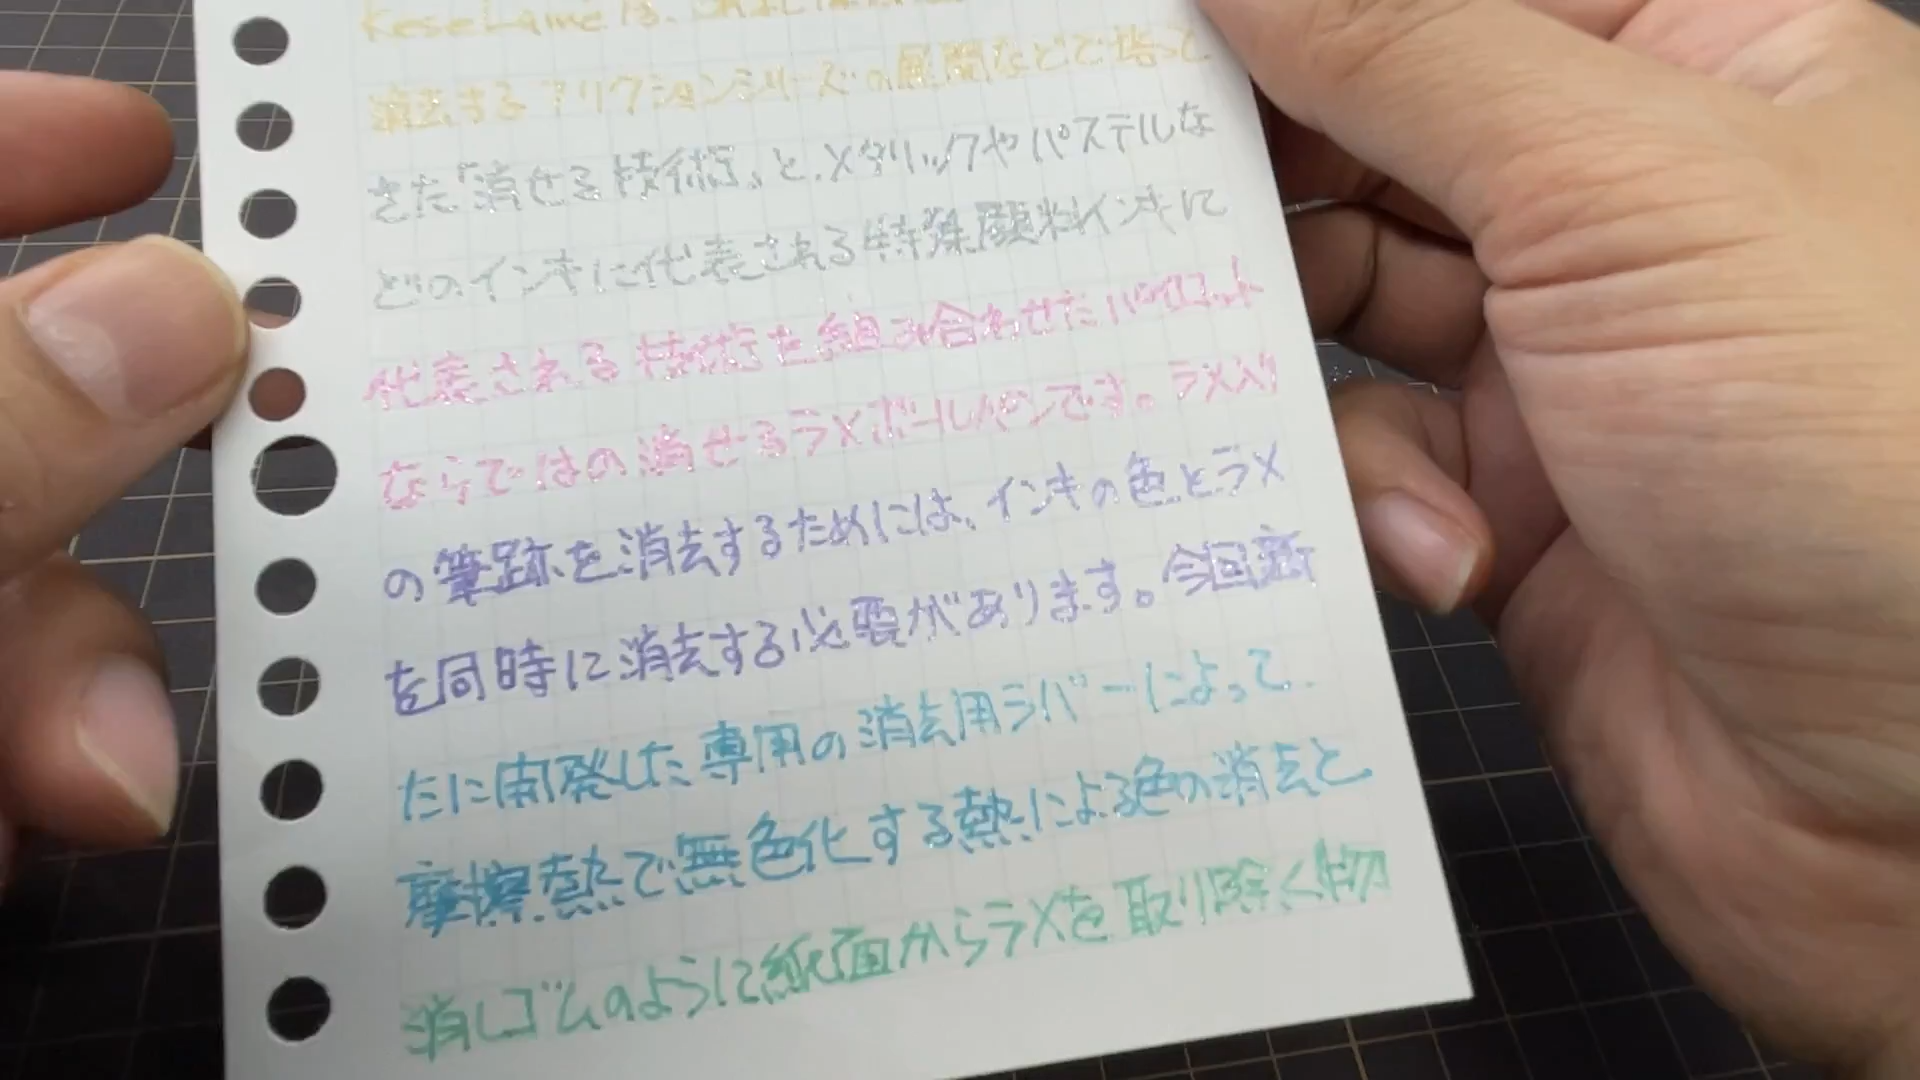 KeseLaméは、
消去するフリクションシリーズの展開などで培って
きた「消せる技術」と、メタリックやパステルな
どのインキに代表される特殊顔料インキに
代表される技術を組み合わせたパイロット
ならではの消せるラメボールペンです。ラメ入り
の筆跡を消去するためには、インキの色とラメ
を同時に消去する必要があります。今回新
たに開発した専用の消去用ラバーによって、
摩擦熱で無色化する熱による色の消去と
消しゴムのように紙面からラメを取り除く物